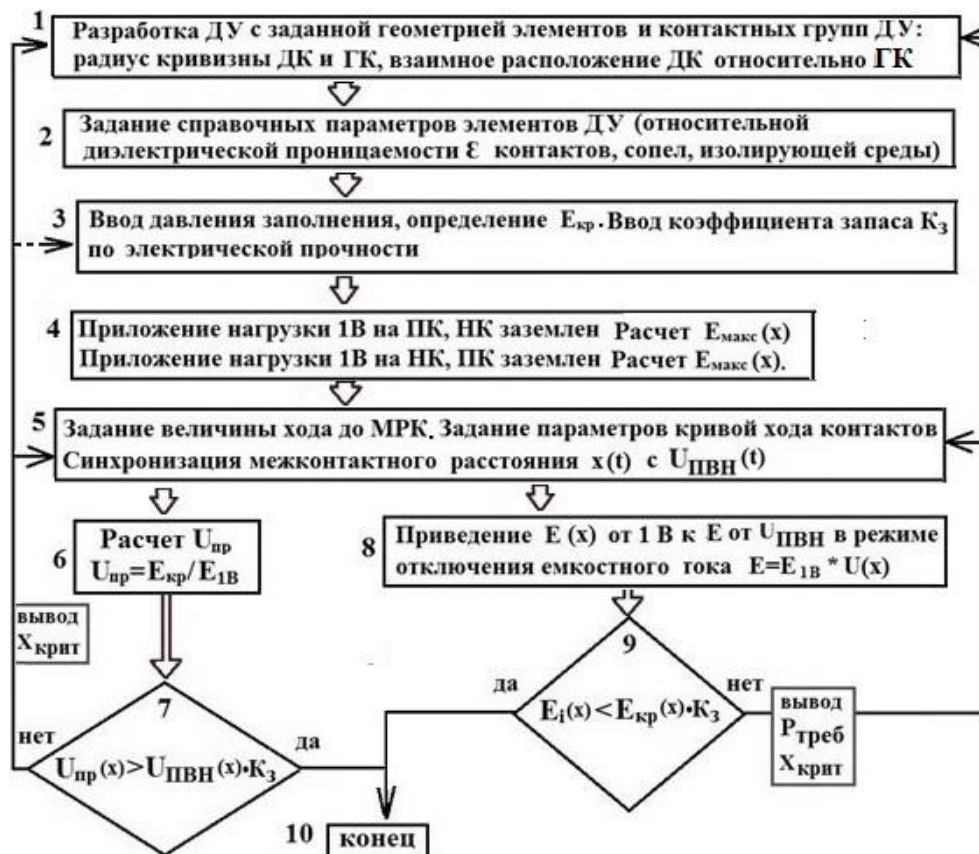 1
Разработка ДУ с заданной геометрией элементов и контактных групп ДУ:
радиус кривизны ДК и ГК, взаимное расположение ДК относительно ГК
2
Задание справочных параметров элементов ДУ (относительной
диэлектрической проницаемости Ɛ контактов, сопел, изолирующей среды)
3
Ввод давления заполнения, определение Eкр. Ввод коэффициента запаса K3
по электрической прочности
4
Приложение нагрузки 1В на ПК, НК заземлен Расчет Eмакс(x)
Приложение нагрузки 1В на НК, ПК заземлен Расчет Eмакс(x).
5
Задание величины хода до МРК. Задание параметров кривой хода контактов
Синхронизация межконтактного расстояния x(t) с UПВН(t)
6
Расчет Uпр
Uпр=Eкр/E1В
8
Приведение E (x) от 1 В к E от UПВН в режиме
отключения емкостного тока E=E1В * U(x)
вывод
Xкрит
7
нет
Uпр(x)>UПВН(x)·K3
да
9
да
Ei(x)<Eкр(x)·K3
нет
вывод
Pтреб
Xкрит
10
конец